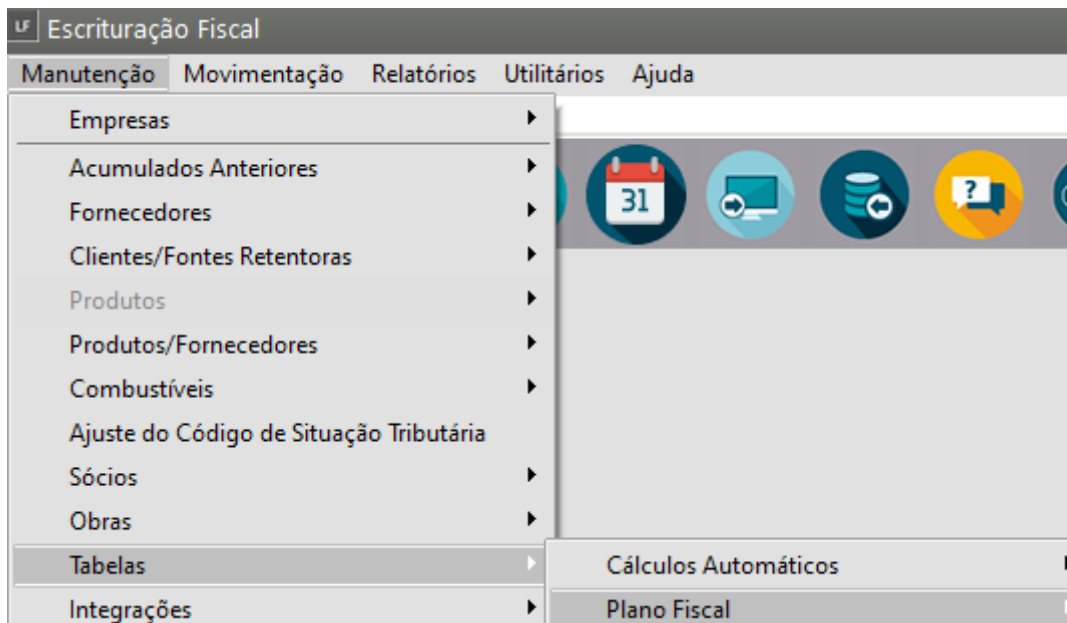 LF Escrituração Fiscal
Manutenção Movimentação Relatórios Utilitários Ajuda
Empresas
Acumulados Anteriores
31
?
Fornecedores
Clientes/Fontes Retentoras
Produtos
Produtos/Fornecedores
Combustíveis
Ajuste do Código de Situação Tributária
Sócios
Obras
Tabelas
Cálculos Automáticos
Integrações
Plano Fiscal